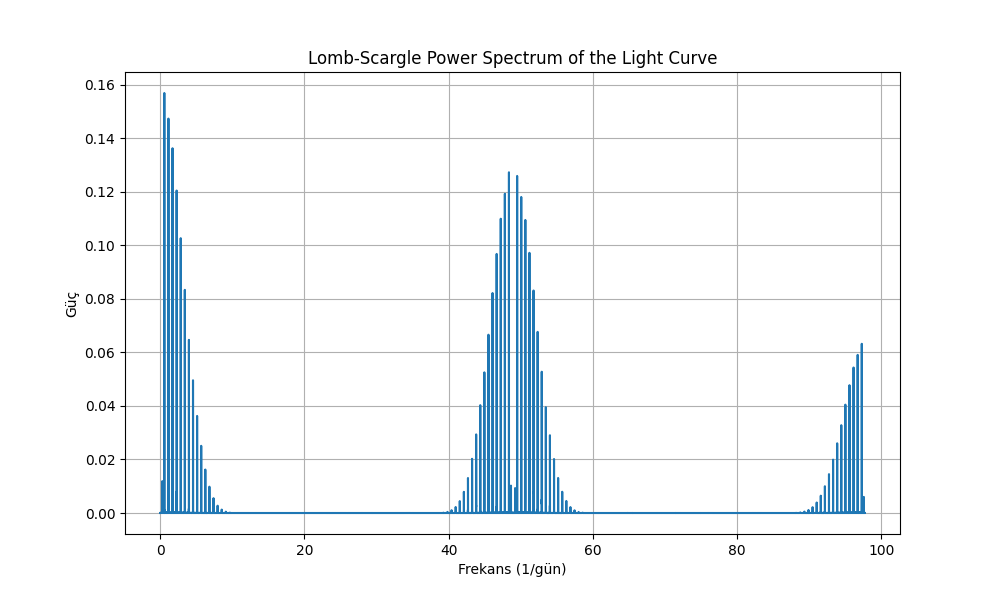 Lomb-Scargle Power Spectrum of the Light Curve
0.16
0.14
0.12
0.10
0.08
0.06
0.04
0.02
0.00
Güç
0 20 40 60 80 100
Frekans (1/gün)